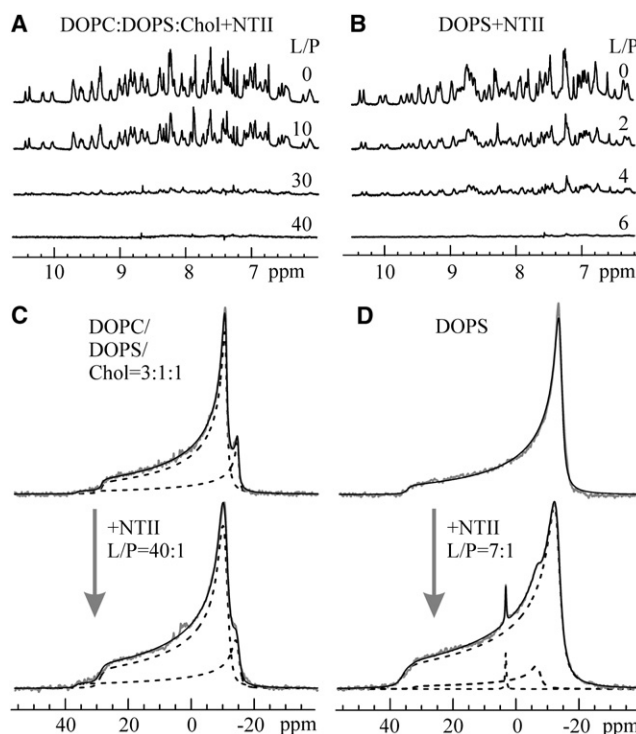 A DOPC:DOPS:Chol+NTII
L/P
0
10
30
40
10 9 8 7 ppm
B DOPS+NTII
L/P
0
2
4
6
10 9 8 7 ppm
C
DOPC/
DOPS/
Chol=3:1:1
+NTII
L/P=40:1
40 20 0 -20 ppm
D DOPS
+NTII
L/P=7:1
60 40 20 0 -20 ppm